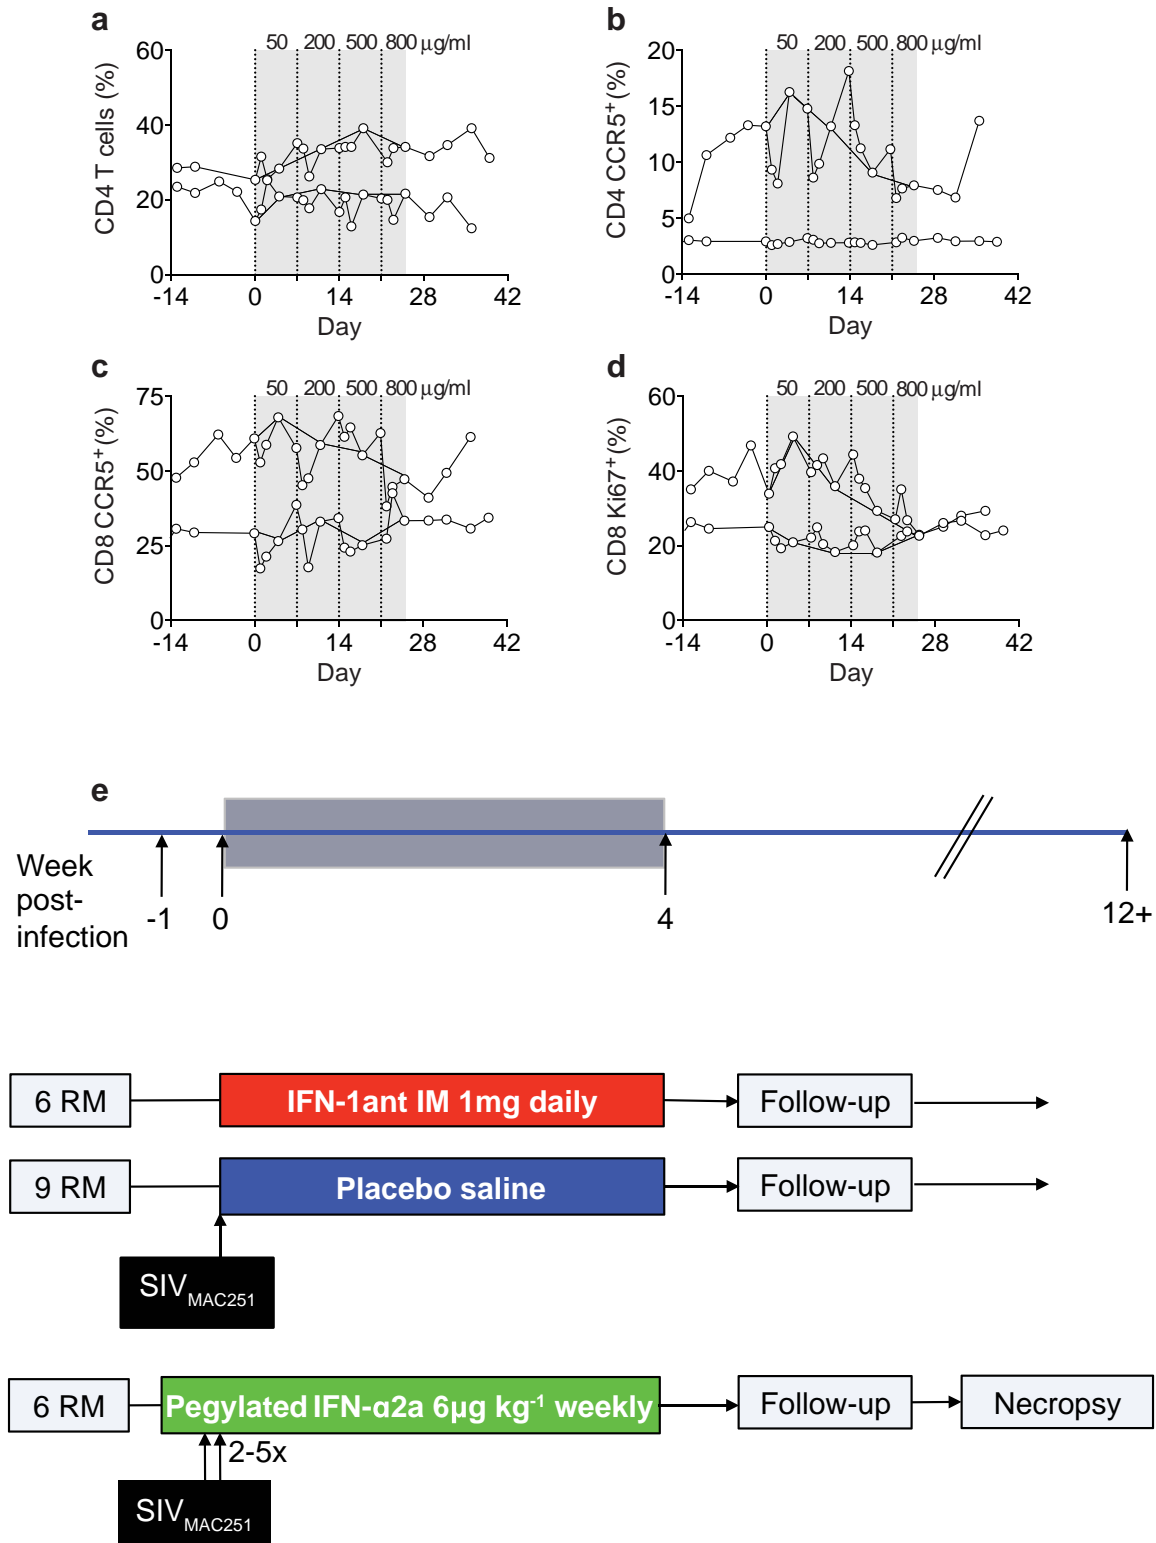 a
50 200 500 800 µg/ml
CD4 T cells (%)
60
40
20
0
-14 0 14 28 42
Day
b
50 200 500 800 µg/ml
CD4 CCR5⁺ (%)
20
15
10
5
0
-14 0 14 28 42
Day
c
50 200 500 800 µg/ml
CD8 CCR5⁺ (%)
75
50
25
0
-14 0 14 28 42
Day
d
50 200 500 800 µg/ml
CD8 Ki67⁺ (%)
60
40
20
0
-14 0 14 28 42
Day
e
Week
post-
infection
-1 0 4 12+
6 RM IFN-1ant IM 1mg daily Follow-up
9 RM Placebo saline Follow-up
SIV MAC251
6 RM Pegylated IFN-α2a 6µg kg⁻¹ weekly Follow-up Necropsy
2-5x
SIV MAC251